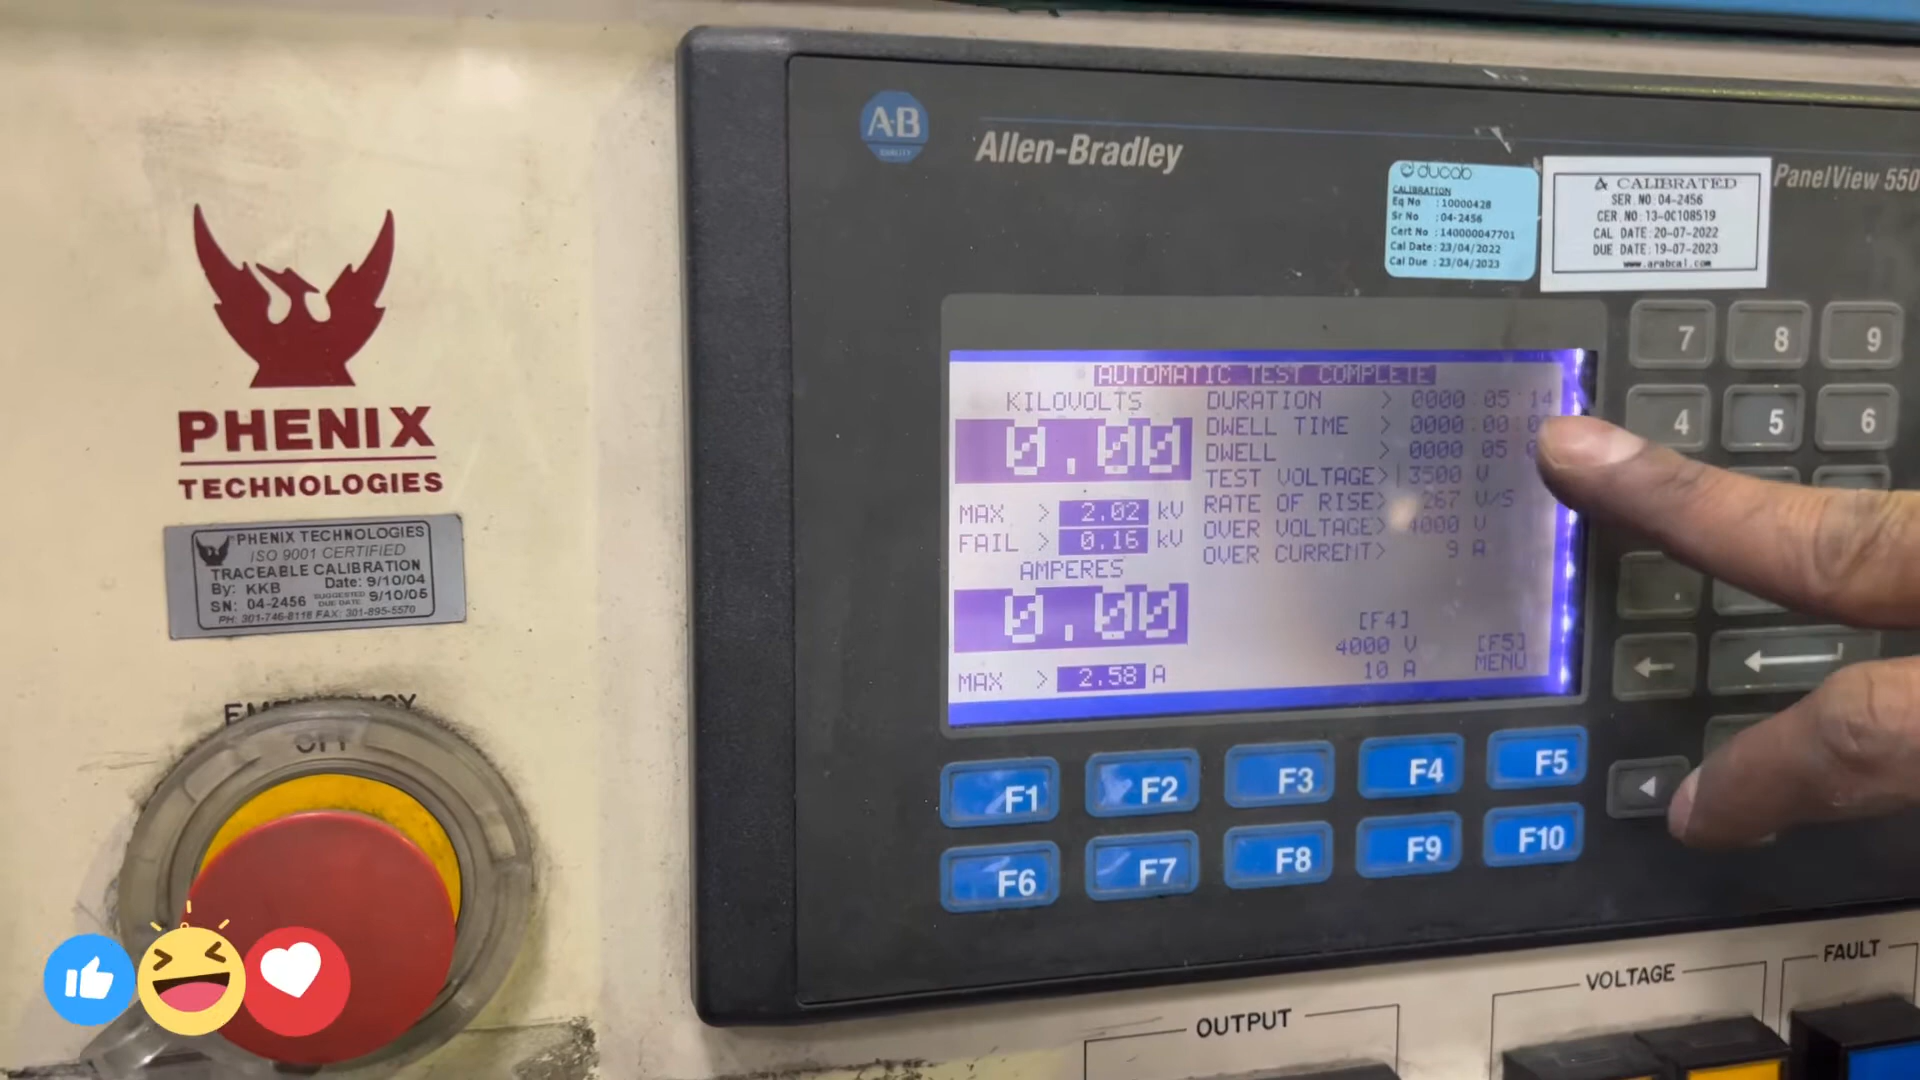 A·B
QUALITY
Allen-Bradley
PanelView 550
ducab
CALIBRATION
Eq No : 10000428
Sr No : 04-2456
Cert No : 140000047701
Cal Date : 23/04/2022
Cal Due : 23/04/2023
CALIBRATED
SER. NO: 04-2456
CER. NO: 13-OC108519
CAL DATE: 20-07-2022
DUE DATE: 19-07-2023
www.arabcal.com
PHENIX
TECHNOLOGIES
PHENIX TECHNOLOGIES
ISO 9001 CERTIFIED
TRACEABLE CALIBRATION
By: KKB Date: 9/10/04
SN: 04-2456 SUGGESTED DUE DATE 9/10/05
PH: 301-746-8118 FAX: 301-895-5570
EMERGENCY
OFF
AUTOMATIC TEST COMPLETE
KILOVOLTS
0.00
MAX > 2.02 kV
FAIL > 0.16 kV
AMPERES
0.00
MAX > 2.58 A
DURATION > 0000:05:14
DWELL TIME > 0000:00:
DWELL > 0000 05
TEST VOLTAGE> 3500 V
RATE OF RISE> 267 V/S
OVER VOLTAGE> 4000 V
OVER CURRENT> 9 A
[F4]
4000 V
10 A
[F5]
MENU
7 8 9
4 5 6
F1 F2 F3 F4 F5
F6 F7 F8 F9 F10
OUTPUT
VOLTAGE
FAULT